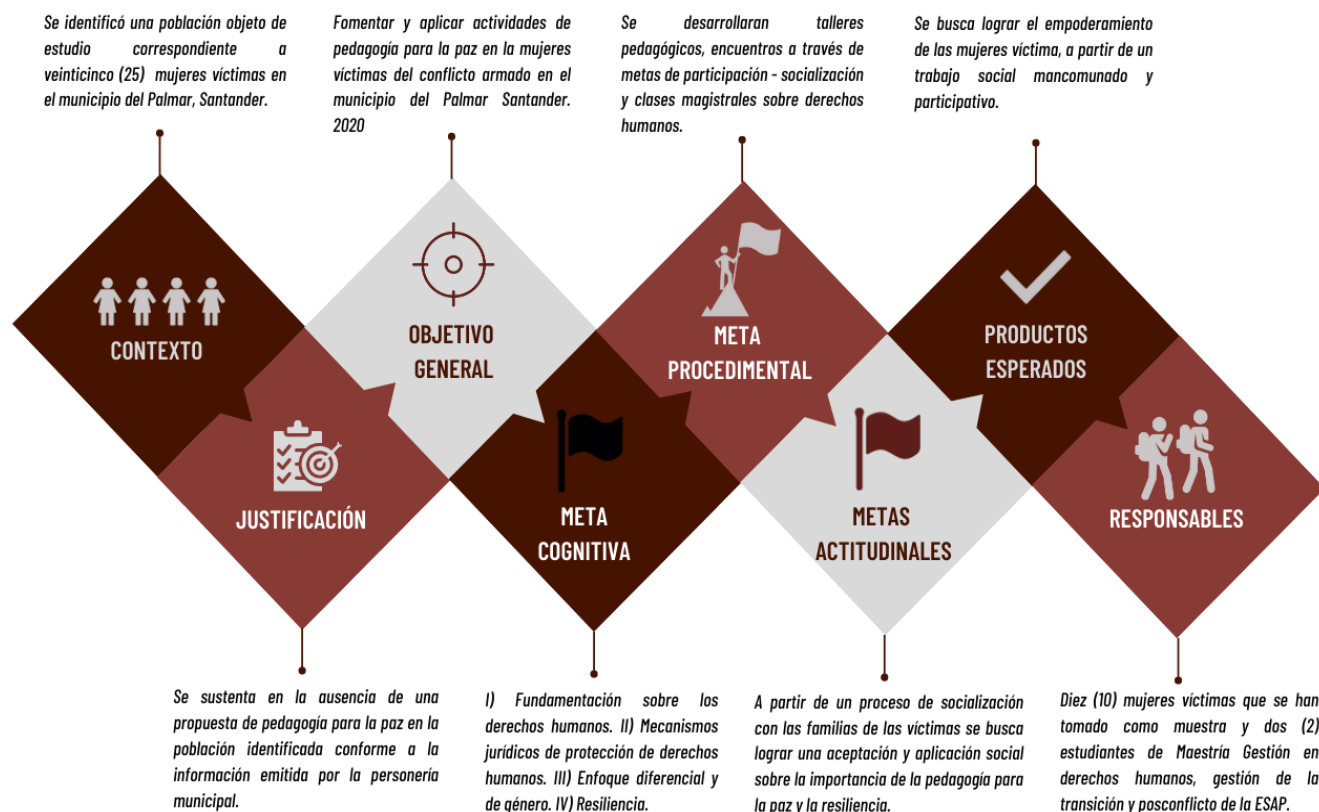 Se identificó una población objeto de
estudio correspondiente a
veinticinco (25) mujeres víctimas en
el municipio del Palmar, Santander.
Fomentar y aplicar actividades de
pedagogía para la paz en la mujeres
víctimas del conflicto armado en el
municipio del Palmar Santander.
2020
Se desarrollaran talleres
pedagógicos, encuentros a través de
metas de participación - socialización
y clases magistrales sobre derechos
humanos.
Se busca lograr el empoderamiento
de las mujeres víctima, a partir de un
trabajo social mancomunado y
participativo.
CONTEXTO
OBJETIVO
GENERAL
META
PROCEDIMENTAL
PRODUCTOS
ESPERADOS
JUSTIFICACIÓN
META
COGNITIVA
METAS
ACTITUDINALES
RESPONSABLES
Se sustenta en la ausencia de una
propuesta de pedagogía para la paz en la
población identificada conforme a la
información emitida por la personería
municipal.
I) Fundamentación sobre los
derechos humanos. II) Mecanismos
jurídicos de protección de derechos
humanos. III) Enfoque diferencial y
de género. IV) Resiliencia.
A partir de un proceso de socialización
con las familias de las víctimas se busca
lograr una aceptación y aplicación social
sobre la importancia de la pedagogía para
la paz y la resiliencia.
Diez (10) mujeres víctimas que se han
tomado como muestra y dos (2)
estudiantes de Maestría Gestión en
derechos humanos, gestión de la
transición y posconflicto de la ESAP.